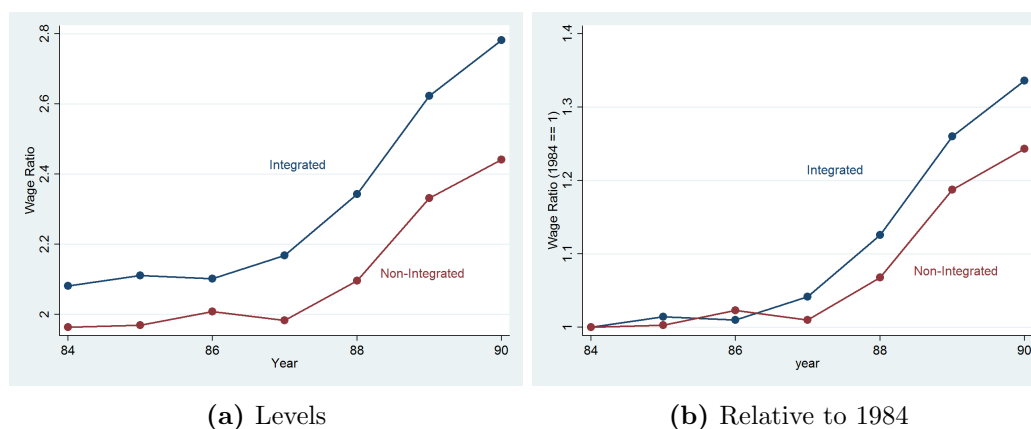 Wage Ratio
2.8
2.6
2.4
2.2
2
Integrated
Non-Integrated
84
86
88
90
Year
(a) Levels
Wage Ratio (1984 == 1)
1.4
1.3
1.2
1.1
1
Integrated
Non-Integrated
84
86
88
90
year
(b) Relative to 1984